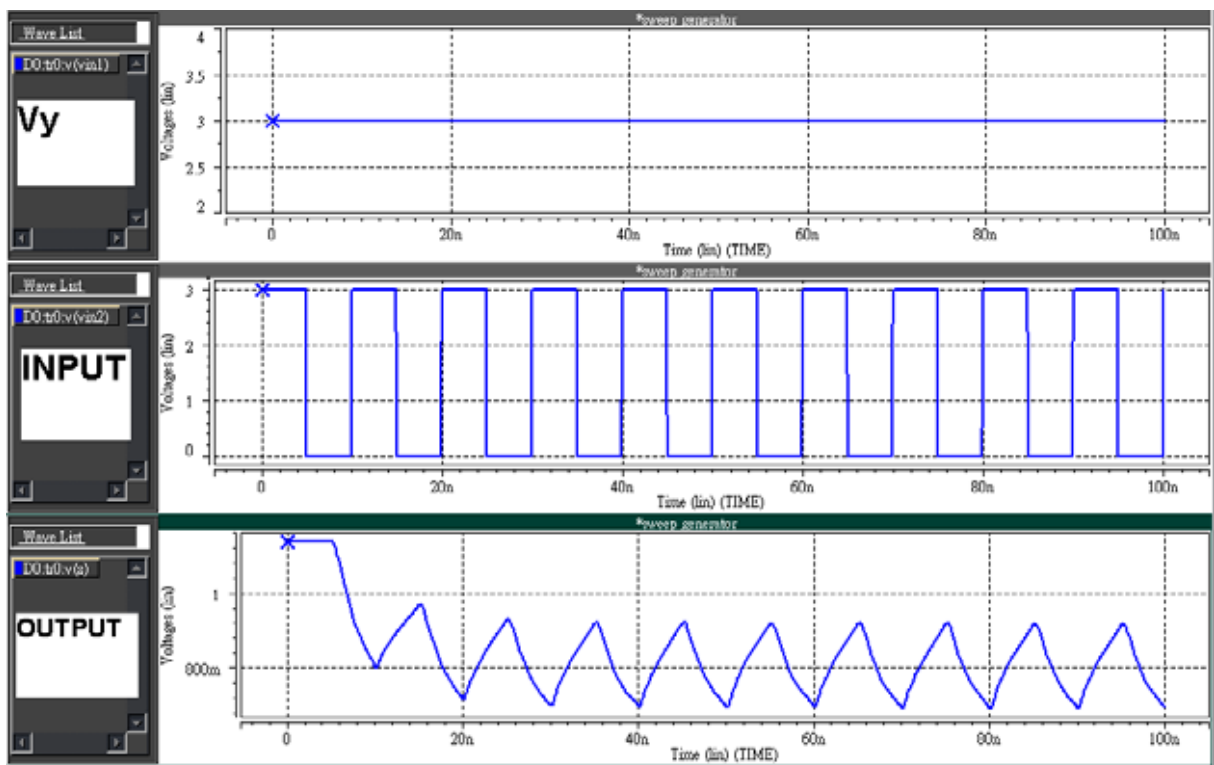 *sweep generator
Wave List
D0:tr0:v(vin1)
Vy
Voltages (lin)
4
3.5
3
2.5
2
0
20n
40n
60n
80n
100n
Time (lin) (TIME)
*sweep generator
Wave List
D0:tr0:v(vin2)
INPUT
Voltages (lin)
3
2
1
0
0
20n
40n
60n
80n
100n
Time (lin) (TIME)
*sweep generator
Wave List
D0:tr0:v(z)
OUTPUT
Voltages (lin)
1
800m
0
20n
40n
60n
80n
100n
Time (lin) (TIME)